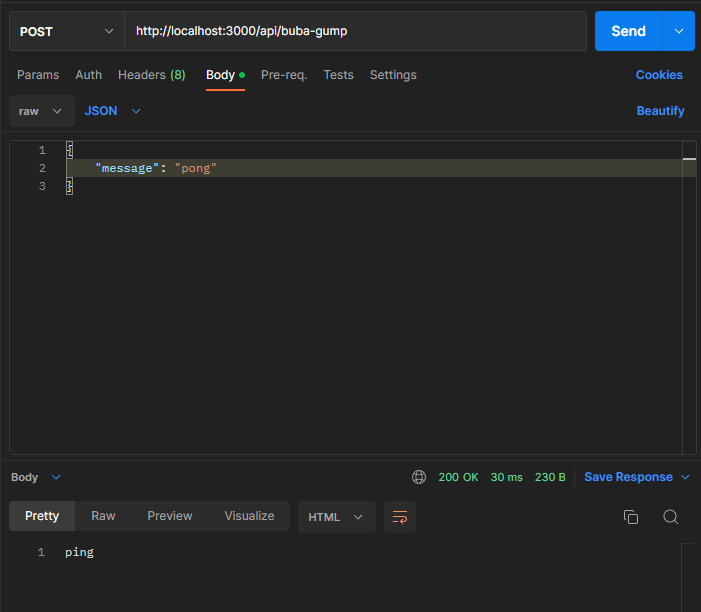 POST http://localhost:3000/api/buba-gump Send
Params Auth Headers (8) Body Pre-req. Tests Settings Cookies
raw JSON Beautify
1 {
2 "message": "pong"
3 }
Body 200 OK 30 ms 230 B Save Response
Pretty Raw Preview Visualize HTML
1 ping